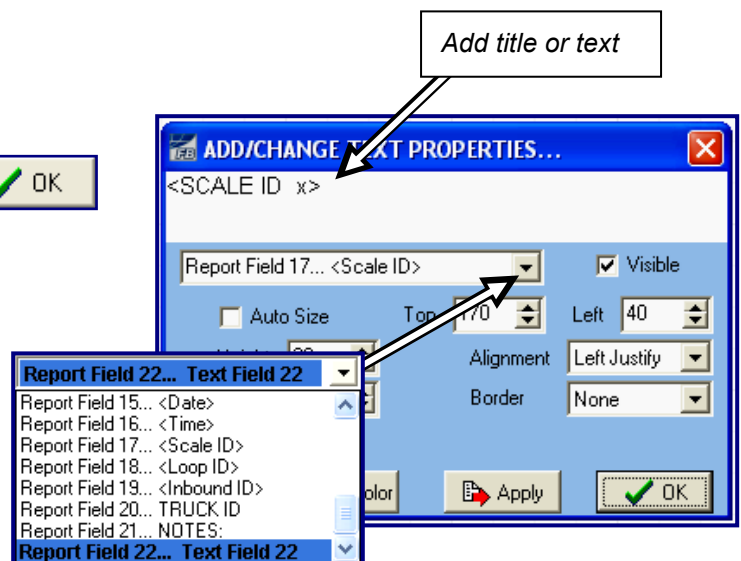 Add title or text
ADD/CHANGE TEXT PROPERTIES...
<SCALE ID x>
OK
Report Field 17... <Scale ID>
Visible
Auto Size
Top 170
Left 40
Alignment Left Justify
Border None
Apply
OK
Report Field 22... Text Field 22
Report Field 15... <Date>
Report Field 16... <Time>
Report Field 17... <Scale ID>
Report Field 18... <Loop ID>
Report Field 19... <Inbound ID>
Report Field 20... TRUCK ID
Report Field 21... NOTES:
Report Field 22... Text Field 22